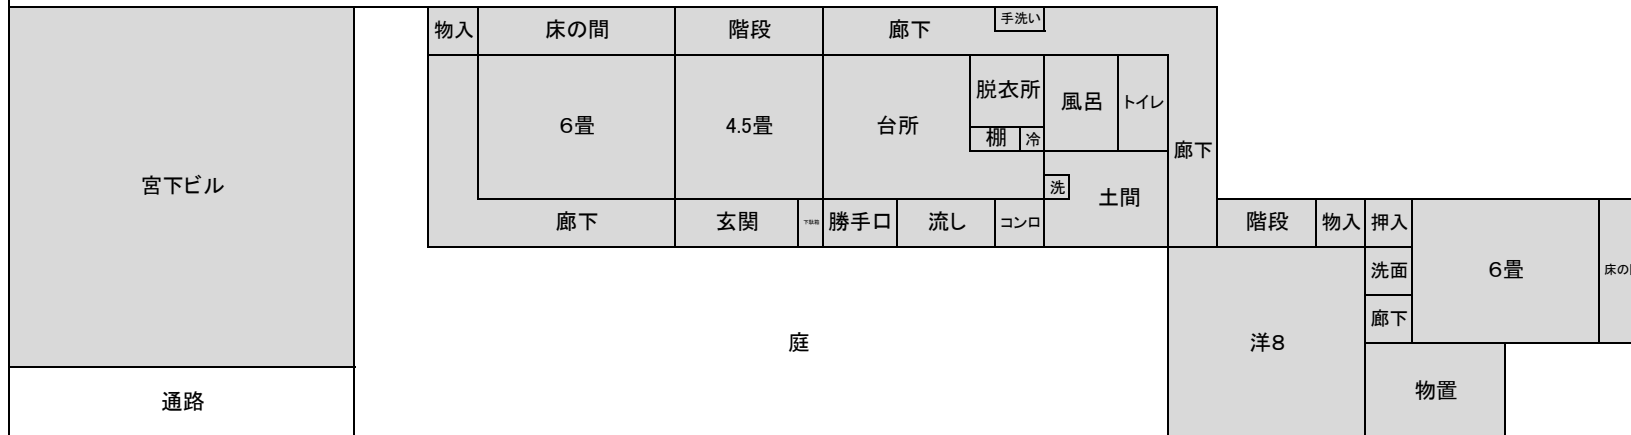 物入
床の間
階段
廊下
手洗い
脱衣所
風呂
トイレ
6畳
4.5畳
台所
棚
冷
廊下
宮下ビル
洗
土間
廊下
玄関
勝手口
流し
コンロ
階段
物入
押入
洗面
6畳
床の
廊下
庭
洋8
物置
通路